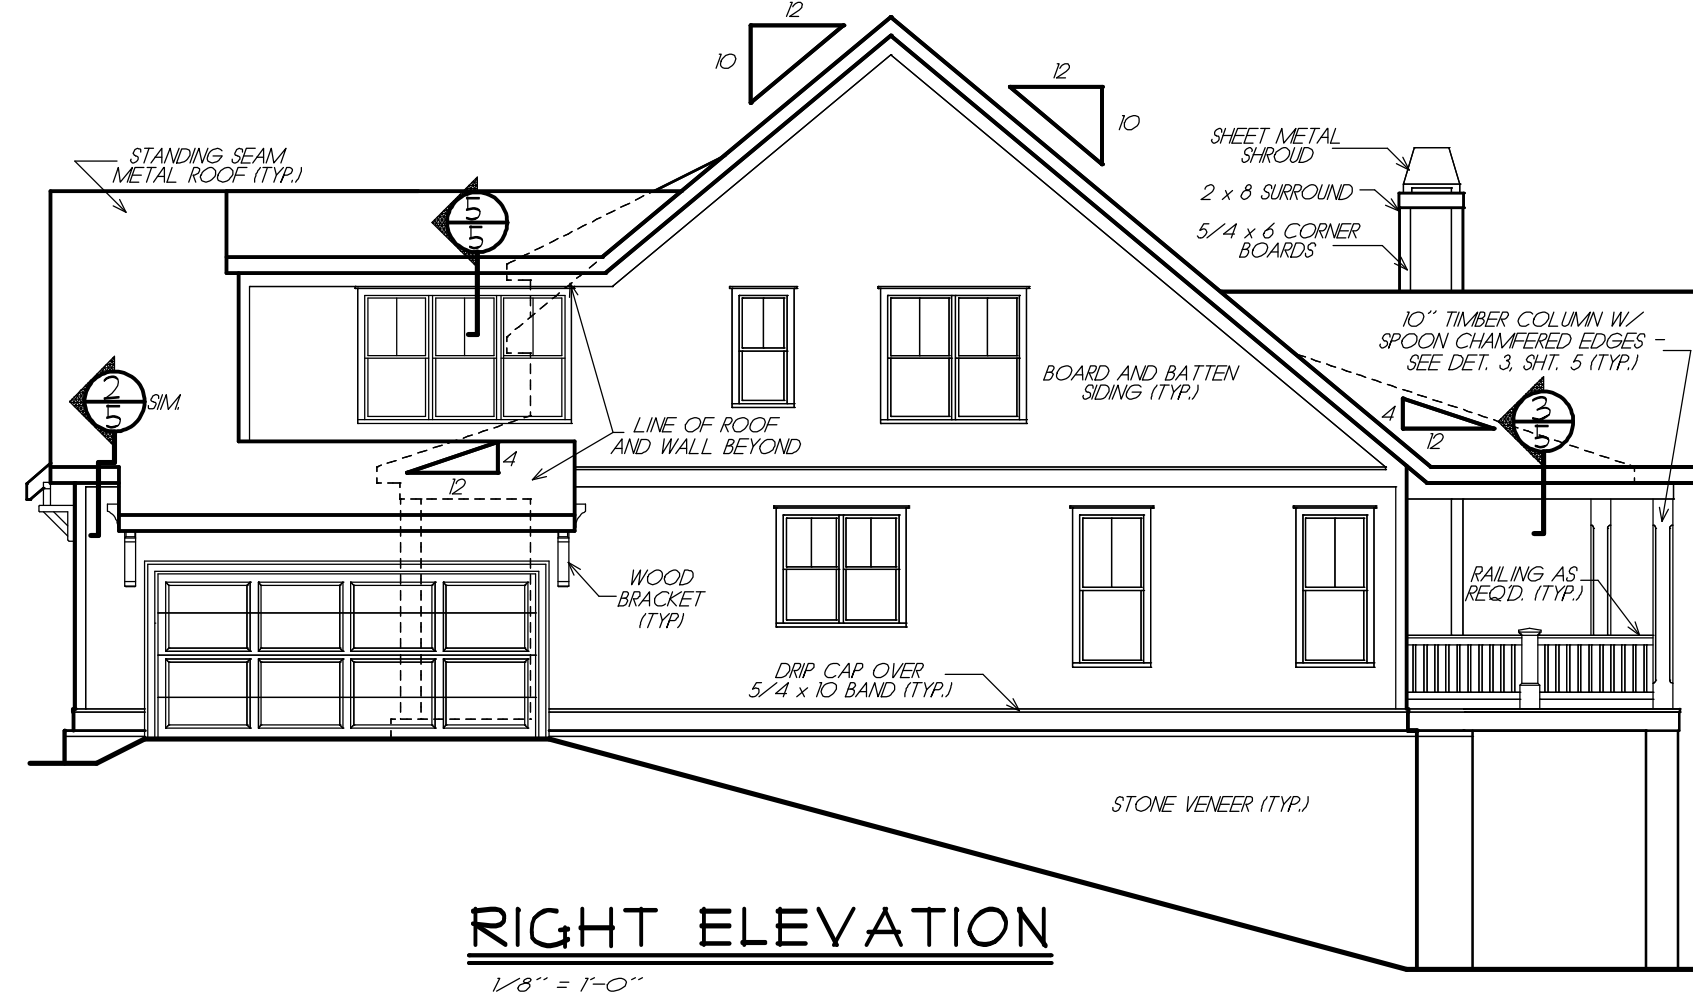 12
10
12
10
STANDING SEAM
METAL ROOF (TYP.)
SHEET METAL
SHROUD
2 x 8 SURROUND
5/4 x 6 CORNER
BOARDS
5
5
10" TIMBER COLUMN W/
SPOON CHAMFERED EDGES -
SEE DET. 3, SHT. 5 (TYP.)
BOARD AND BATTEN
SIDING (TYP.)
2
5
SIM.
4
12
3
5
LINE OF ROOF
AND WALL BEYOND
4
12
WOOD
BRACKET
(TYP)
RAILING AS
REQ'D. (TYP.)
DRIP CAP OVER
5/4 x 10 BAND (TYP.)
STONE VENEER (TYP.)
RIGHT ELEVATION
1/8" = 1'-0"